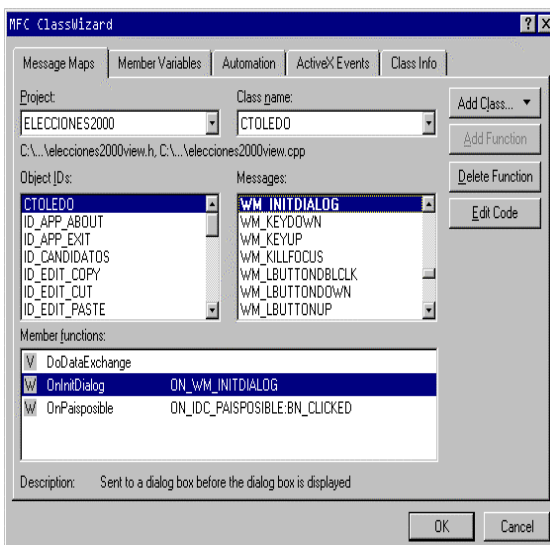 MFC ClassWizard
Message Maps Member Variables Automation ActiveX Events Class Info
Project: Class name:
ELECCIONES2000 CTOLEDO
Add Class...
C:\...\elecciones2000view.h, C:\...\elecciones2000view.cpp
Add Function
Object IDs: Messages:
Delete Function
CTOLEDO WM_INITDIALOG
ID_APP_ABOUT WM_KEYDOWN
Edit Code
ID_APP_EXIT WM_KEYUP
ID_CANDIDATOS WM_KILLFOCUS
ID_EDIT_COPY WM_LBUTTONDBLCLK
ID_EDIT_CUT WM_LBUTTONDOWN
ID_EDIT_PASTE WM_LBUTTONUP
Member functions:
V DoDataExchange
W OnInitDialog ON_WM_INITDIALOG
W OnPaisposible ON_IDC_PAISPOSIBLE:BN_CLICKED
Description: Sent to a dialog box before the dialog box is displayed
OK Cancel